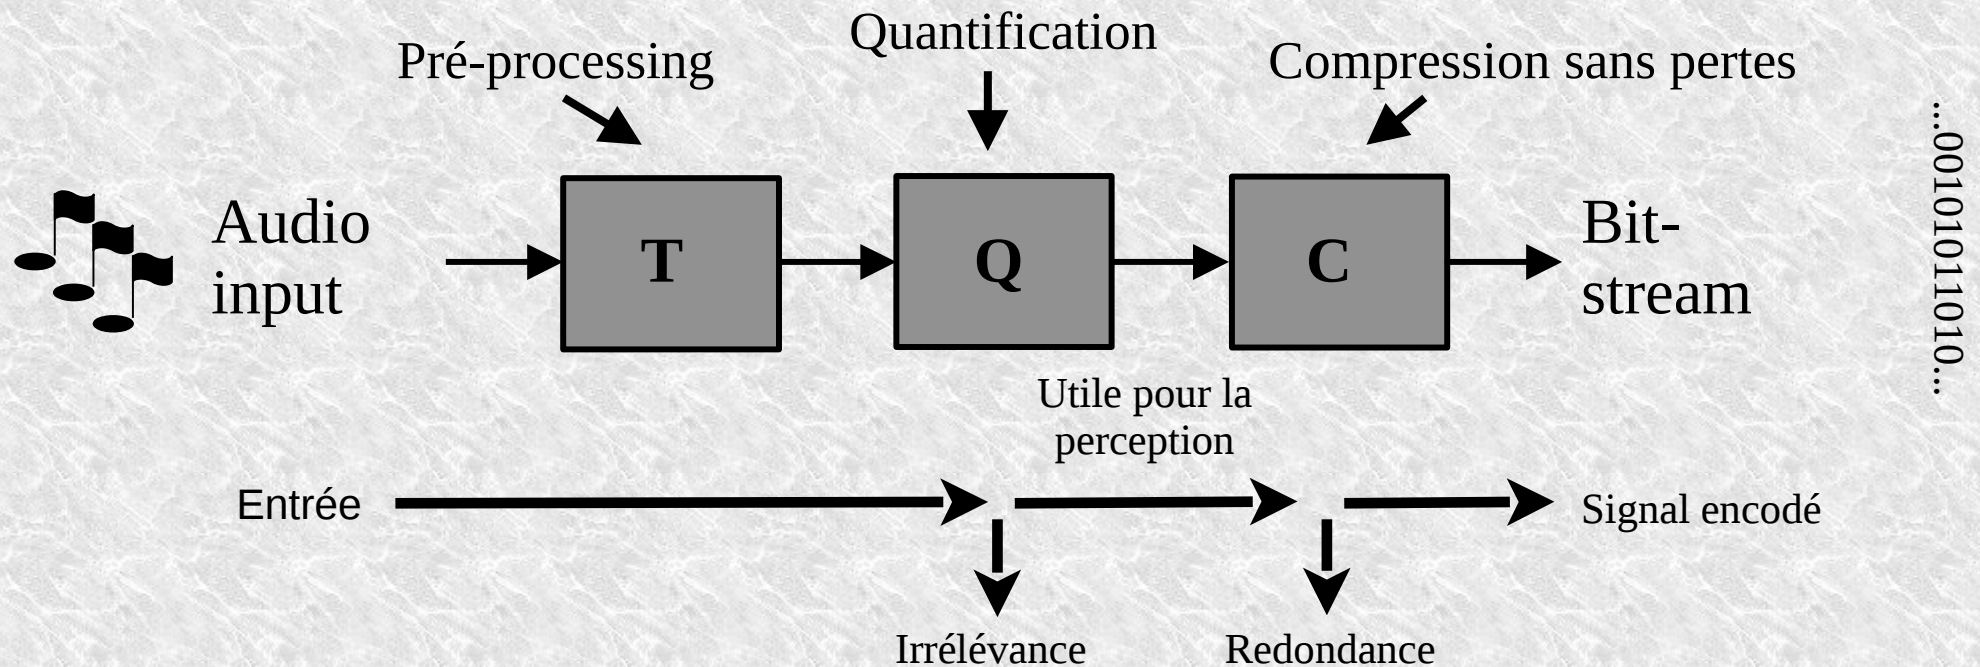 Quantification
Pré-processing
Compression sans pertes
Audio
input
T
Q
C
Bit-
stream
...0010101011010...
Utile pour la
perception
Entrée
Signal encodé
Irrélévance
Redondance